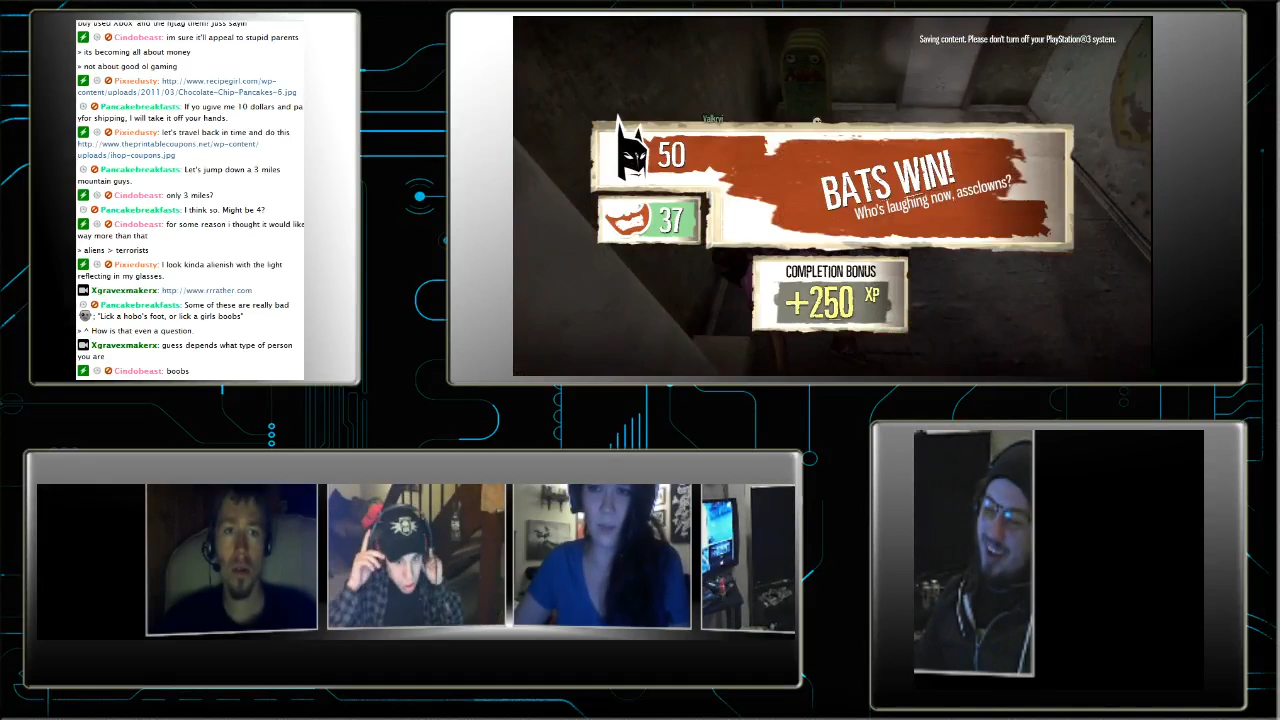 buy used Xbox and the hjtag them! Juss sayin
Cindobeast: im sure it'll appeal to stupid parents
» its becoming all about money
» not about good ol gaming
Pixiedusty: http://www.recipegirl.com/wp-
content/uploads/2011/03/Chocolate-Chip-Pancakes-6.jpg
Pancakebreakfasts: If yo ugive me 10 dollars and pa
yfor shipping, I will take it off your hands.
Pixiedusty: let's travel back in time and do this
http://www.theprintablecoupons.net/wp-content/
uploads/ihop-coupons.jpg
Pancakebreakfasts: Let's jump down a 3 miles
mountain guys.
Cindobeast: only 3 miles?
Pancakebreakfasts: I think so. Might be 4?
Cindobeast: for some reason i thought it would like
way more than that
» aliens > terrorists
Pixiedusty: I look kinda alienish with the light
reflecting in my glasses.
Xgravexmakerx: http://www.rrrather.com
Pancakebreakfasts: Some of these are really bad
: "Lick a hobo's foot, or lick a girls boobs"
» ^ How is that even a question.
Xgravexmakerx: guess depends what type of person
you are
Cindobeast: boobs
Saving content. Please don't turn off your PlayStation®3 system.
Valkryi
50
BATS WIN!
Who's laughing now, assclowns?
37
COMPLETION BONUS
+250 XP